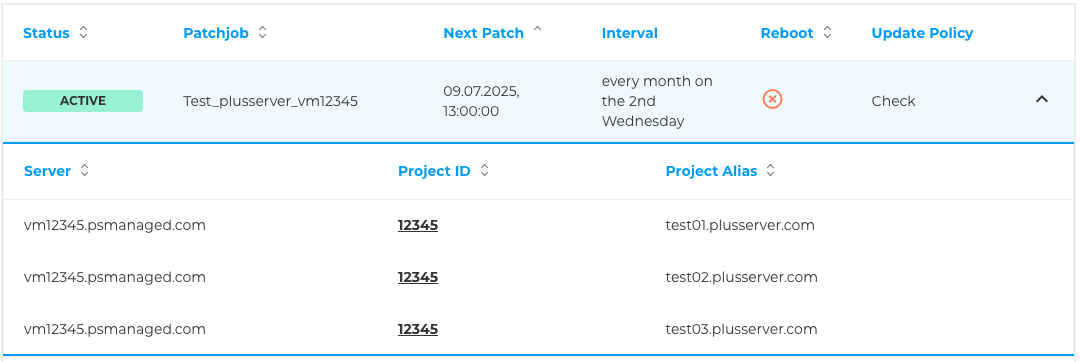 Status Patchjob Next Patch Interval Reboot Update Policy
ACTIVE Test_plusserver_vm12345 09.07.2025, 13:00:00 every month on the 2nd Wednesday Check
Server Project ID Project Alias
vm12345.psmanaged.com 12345 test01.plusserver.com
vm12345.psmanaged.com 12345 test02.plusserver.com
vm12345.psmanaged.com 12345 test03.plusserver.com